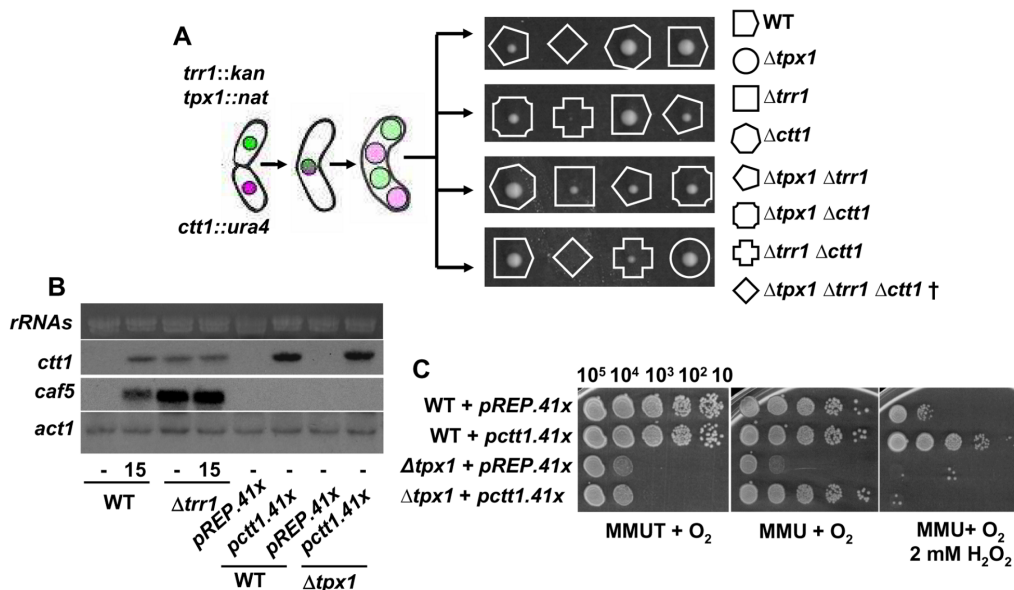 A
trr1::kan
tpx1::nat
ctt1::ura4
WT
Δtpx1
Δtrr1
Δctt1
Δtpx1 Δtrr1
Δtpx1 Δctt1
Δtrr1 Δctt1
Δtpx1 Δtrr1 Δctt1 †
B
rRNAs
ctt1
caf5
act1
- 15 - 15 - - - -
WT Δtrr1
pREP.41x
pctt1.41x
pREP.41x
pctt1.41x
WT Δtpx1
C
10⁵ 10⁴ 10³ 10² 10
WT + pREP.41x
WT + pctt1.41x
Δtpx1 + pREP.41x
Δtpx1 + pctt1.41x
MMUT + O₂
MMU + O₂
MMU+ O₂
2 mM H₂O₂